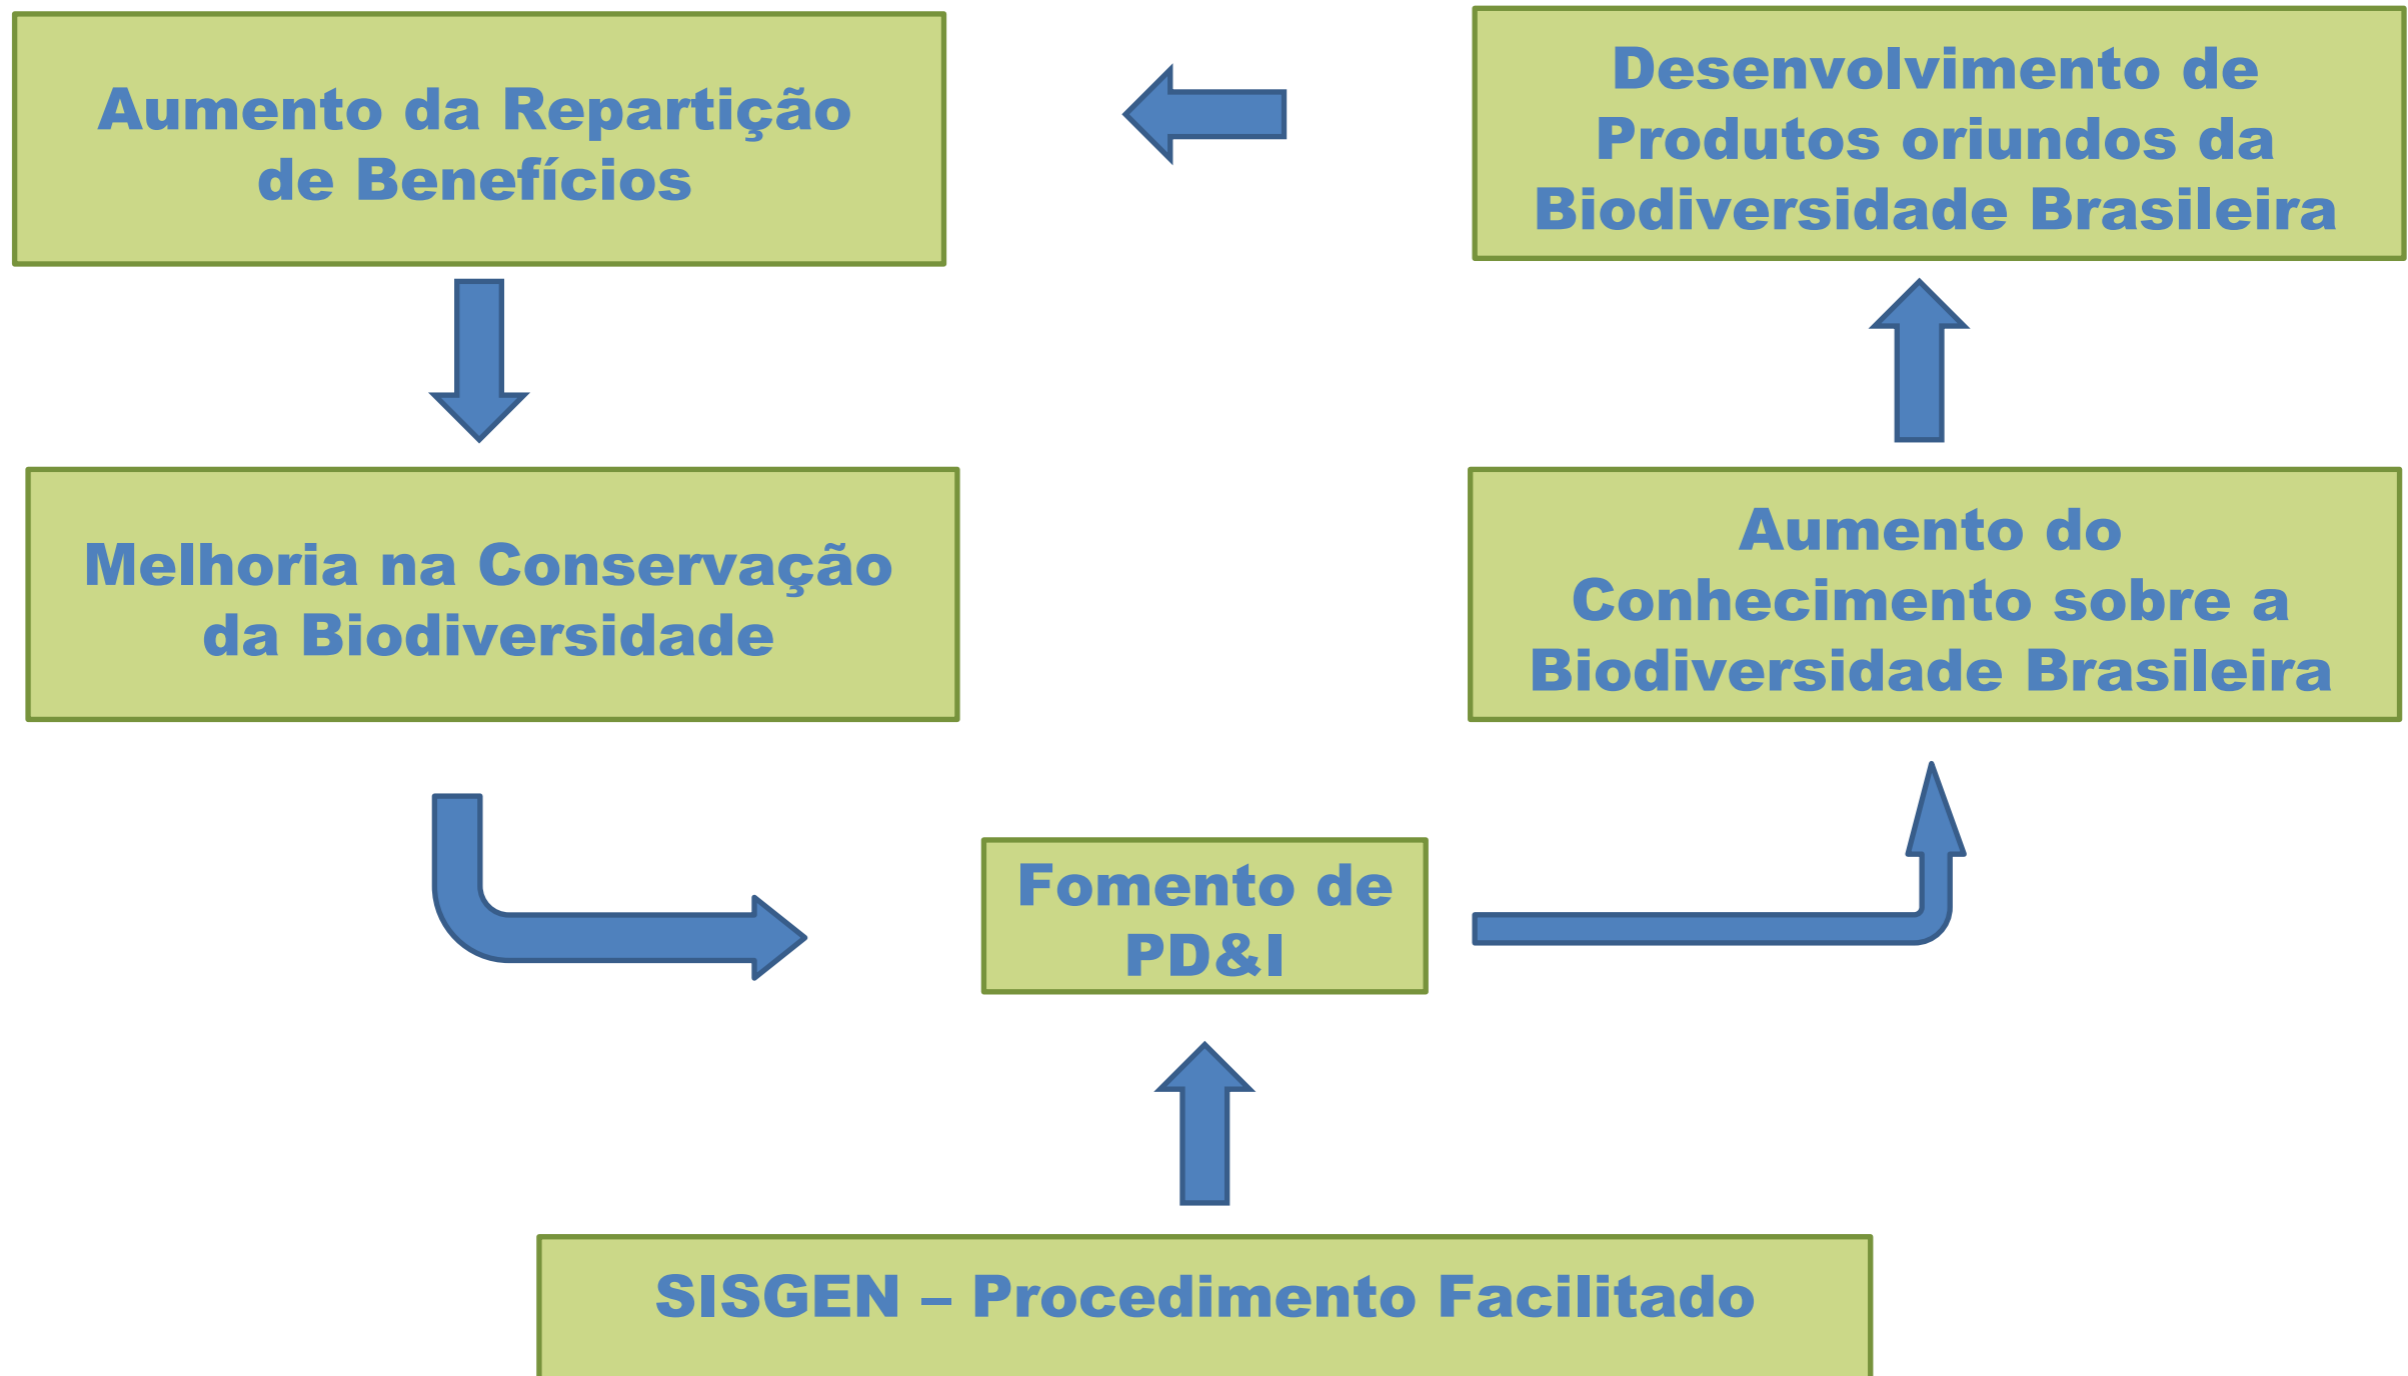 Aumento da Repartição
de Benefícios
Desenvolvimento de
Produtos oriundos da
Biodiversidade Brasileira
Melhoria na Conservação
da Biodiversidade
Aumento do
Conhecimento sobre a
Biodiversidade Brasileira
Fomento de
PD&I
SISGEN – Procedimento Facilitado